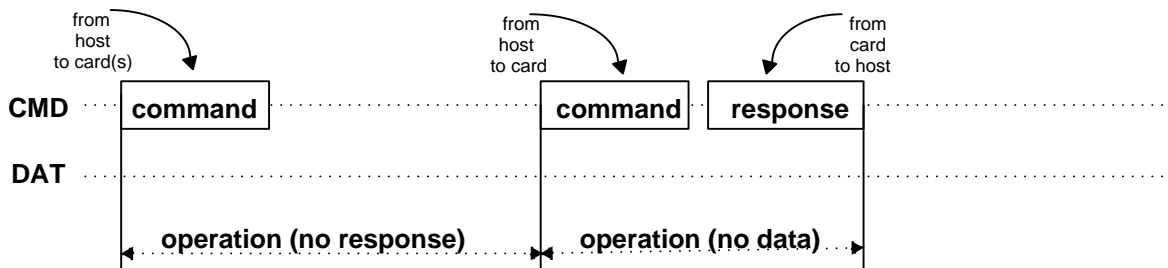 from
host
to card(s)
from
host
to card
from
card
to host
CMD
command
command
response
DAT
operation (no response)
operation (no data)